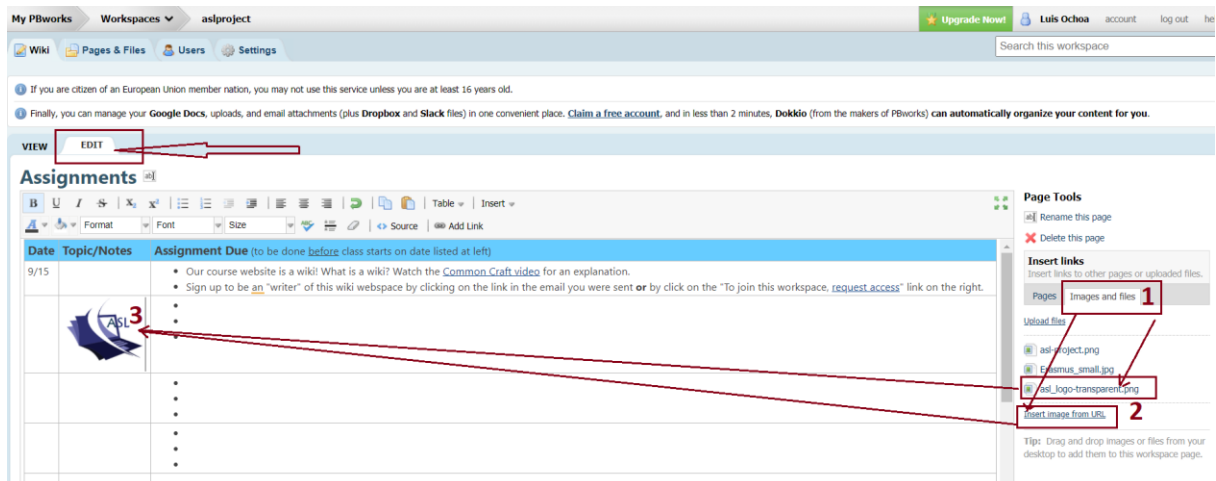 My PBworks Workspaces aslproject Upgrade Now! Luis Ochoa account log out he
Wiki Pages & Files Users Settings Search this workspace
If you are citizen of an European Union member nation, you may not use this service unless you are at least 16 years old.
Finally, you can manage your Google Docs, uploads, and email attachments (plus Dropbox and Slack files) in one convenient place. Claim a free account, and in less than 2 minutes, Dokkio (from the makers of PBworks) can automatically organize your content for you.
VIEW EDIT
Assignments
B U I S X₂ X² Table Insert
A Format Font Size Source Add Link
Date Topic/Notes Assignment Due (to be done before class starts on date listed at left)
9/15 • Our course website is a wiki! What is a wiki? Watch the Common Craft video for an explanation.
• Sign up to be an "writer" of this wiki webspace by clicking on the link in the email you were sent or by click on the "To join this workspace, request access" link on the right.
ASL 3
Page Tools
Rename this page
Delete this page
Insert links
Insert links to other pages or uploaded files.
Pages Images and files 1
Upload files
asl-project.png
Erasmus_small.jpg
asl_logo-transparent.png
Insert image from URL 2
Tip: Drag and drop images or files from your
desktop to add them to this workspace page.